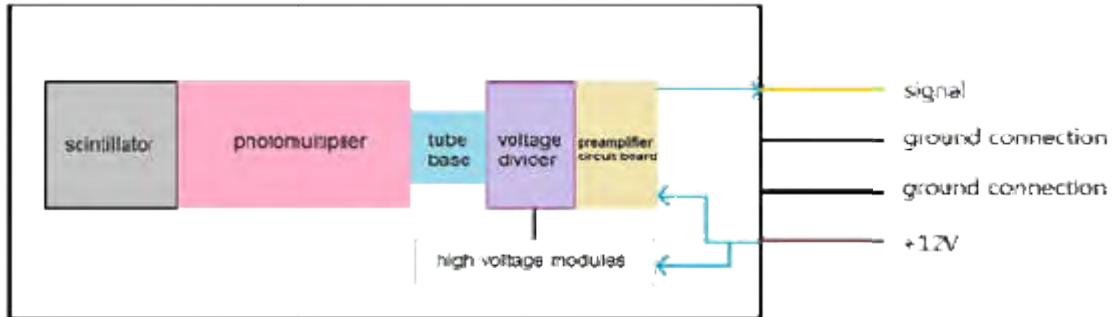 signal
scintillator
photomultiplier
tube
base
voltage
divider
preamplifier
circuit board
ground connection
ground connection
+12V
high voltage modules